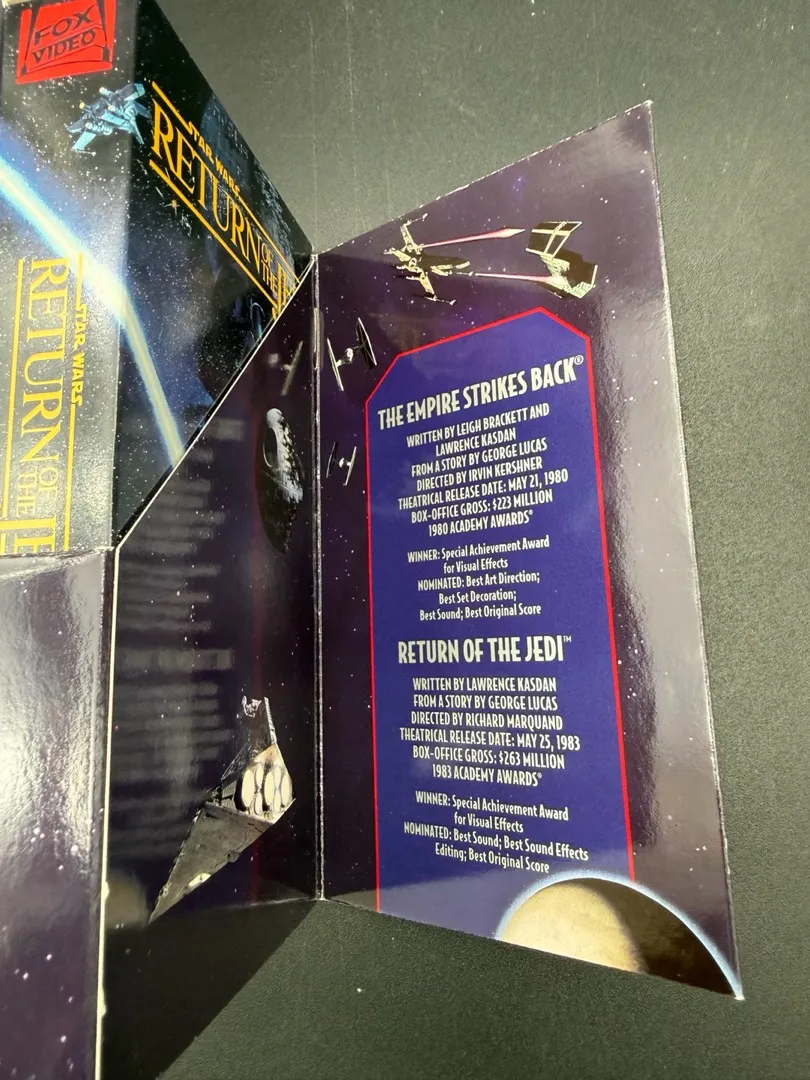 FOX
VIDEO
STAR WARS
RETURN
OF
THE
STAR WARS
RETURN
OF
THE
THE EMPIRE STRIKES BACK®
WRITTEN BY LEIGH BRACKETT AND
LAWRENCE KASDAN
FROM A STORY BY GEORGE LUCAS
DIRECTED BY IRVIN KERSHNER
THEATRICAL RELEASE DATE: MAY 21, 1980
BOX-OFFICE GROSS: $223 MILLION
1980 ACADEMY AWARDS®
WINNER: Special Achievement Award
for Visual Effects
NOMINATED: Best Art Direction;
Best Set Decoration;
Best Sound; Best Original Score
RETURN OF THE JEDI™
WRITTEN BY LAWRENCE KASDAN
FROM A STORY BY GEORGE LUCAS
DIRECTED BY RICHARD MARQUAND
THEATRICAL RELEASE DATE: MAY 25, 1983
BOX-OFFICE GROSS: $263 MILLION
1983 ACADEMY AWARDS®
WINNER: Special Achievement Award
for Visual Effects
NOMINATED: Best Sound; Best Sound Effects
Editing; Best Original Score